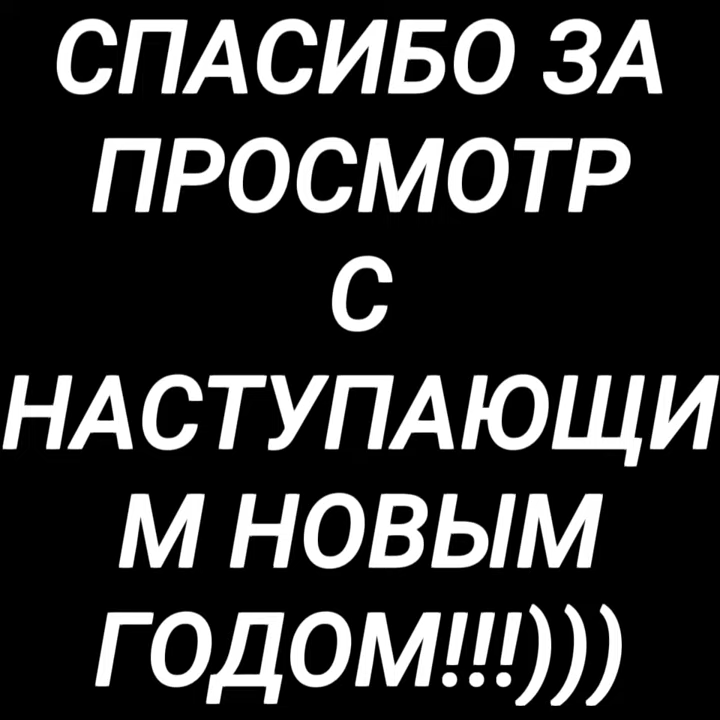 СПАСИБО ЗА
ПРОСМОТР
С
НАСТУПАЮЩИ
М НОВЫМ
ГОДОМ!!!)))